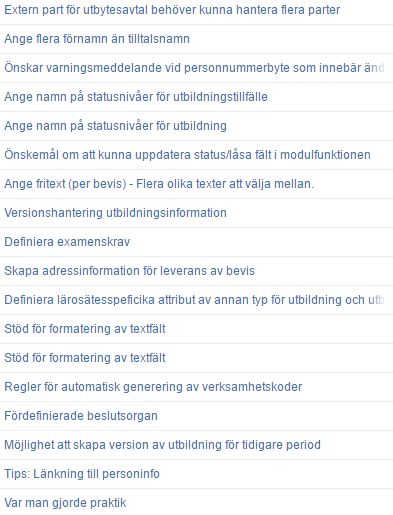 Extern part för utbytesavtal behöver kunna hantera flera parter
Ange flera förnamn än tilltalsnamn
Önskar varningsmeddelande vid personnummerbyte som innebär änd
Ange namn på statusnivåer för utbildningstillfälle
Ange namn på statusnivåer för utbildning
Önskemål om att kunna uppdatera status/låsa fält i modulfunktionen
Ange fritext (per bevis) - Flera olika texter att välja mellan.
Versionshantering utbildningsinformation
Definiera examenskrav
Skapa adressinformation för leverans av bevis
Definiera lärosätesspeficika attribut av annan typ för utbildning och utb
Stöd för formatering av textfält
Stöd för formatering av textfält
Regler för automatisk generering av verksamhetskoder
Fördefinierade beslutsorgan
Möjlighet att skapa version av utbildning för tidigare period
Tips: Länkning till personinfo
Var man gjorde praktik